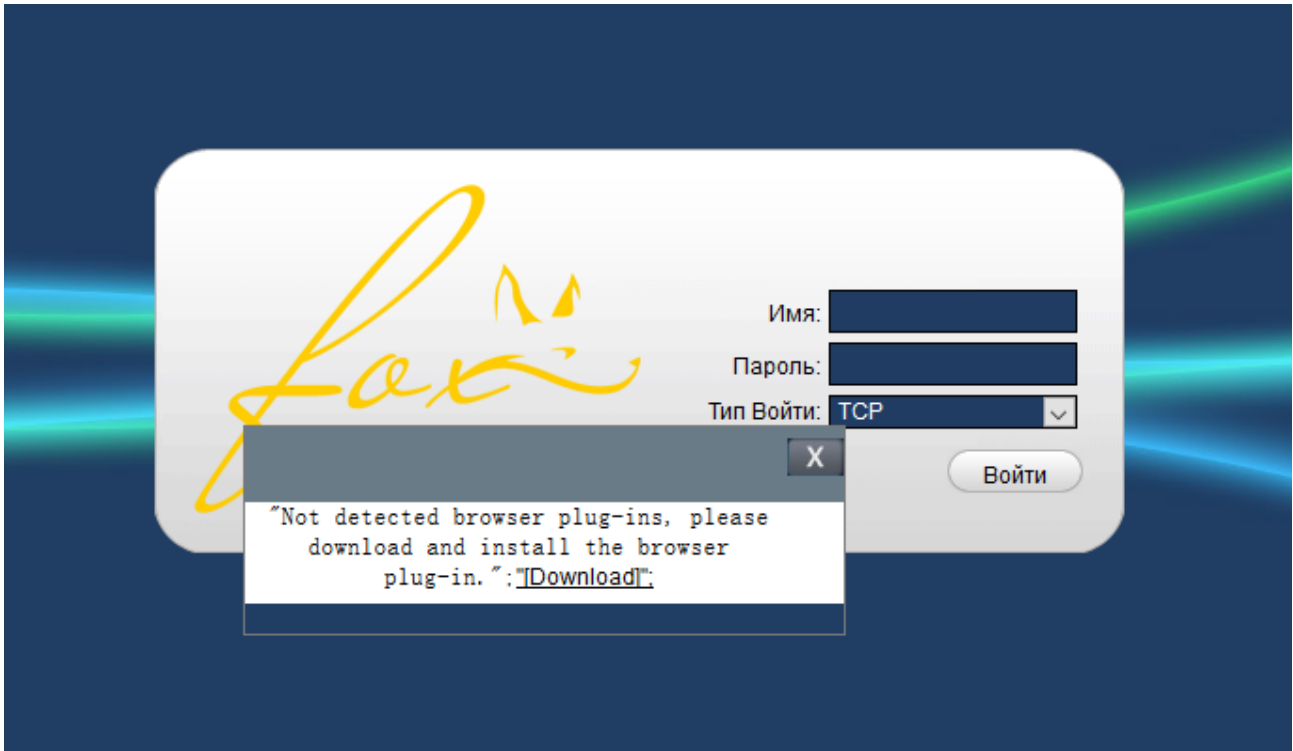 fox
Имя:
Пароль:
Тип Войти: TCP
X
Войти
"Not detected browser plug-ins, please
download and install the browser
plug-in.";"[Download]";